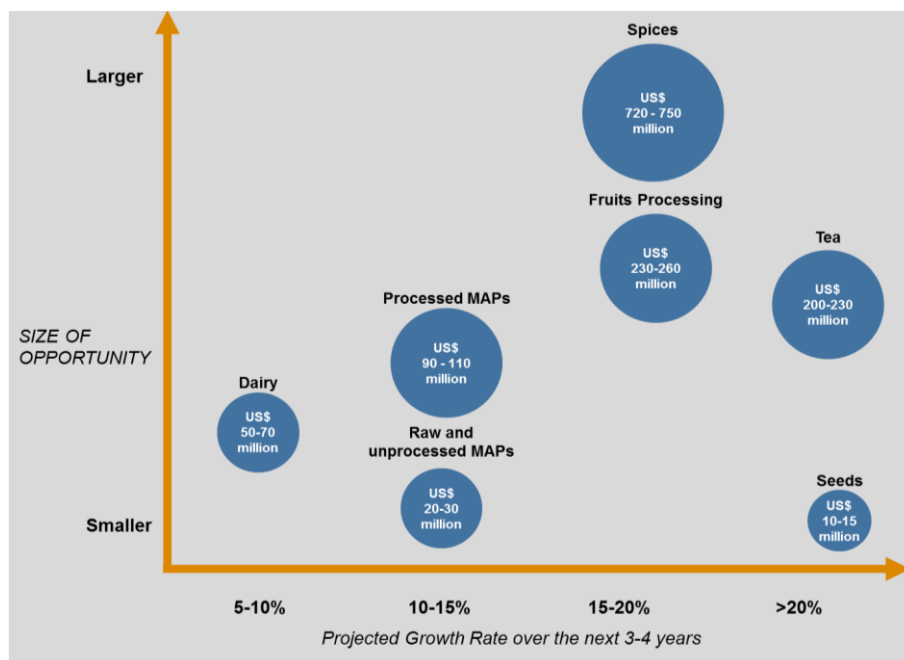 Spices
Larger
US$
720 - 750
million
Fruits Processing
US$
230-260
million
Tea
US$
200-230
million
Processed MAPs
US$
90 - 110
million
SIZE OF
OPPORTUNITY
Dairy
US$
50-70
million
Raw and
unprocessed MAPs
US$
20-30
million
Seeds
US$
10-15
million
Smaller
5-10%
10-15%
15-20%
>20%
Projected Growth Rate over the next 3-4 years